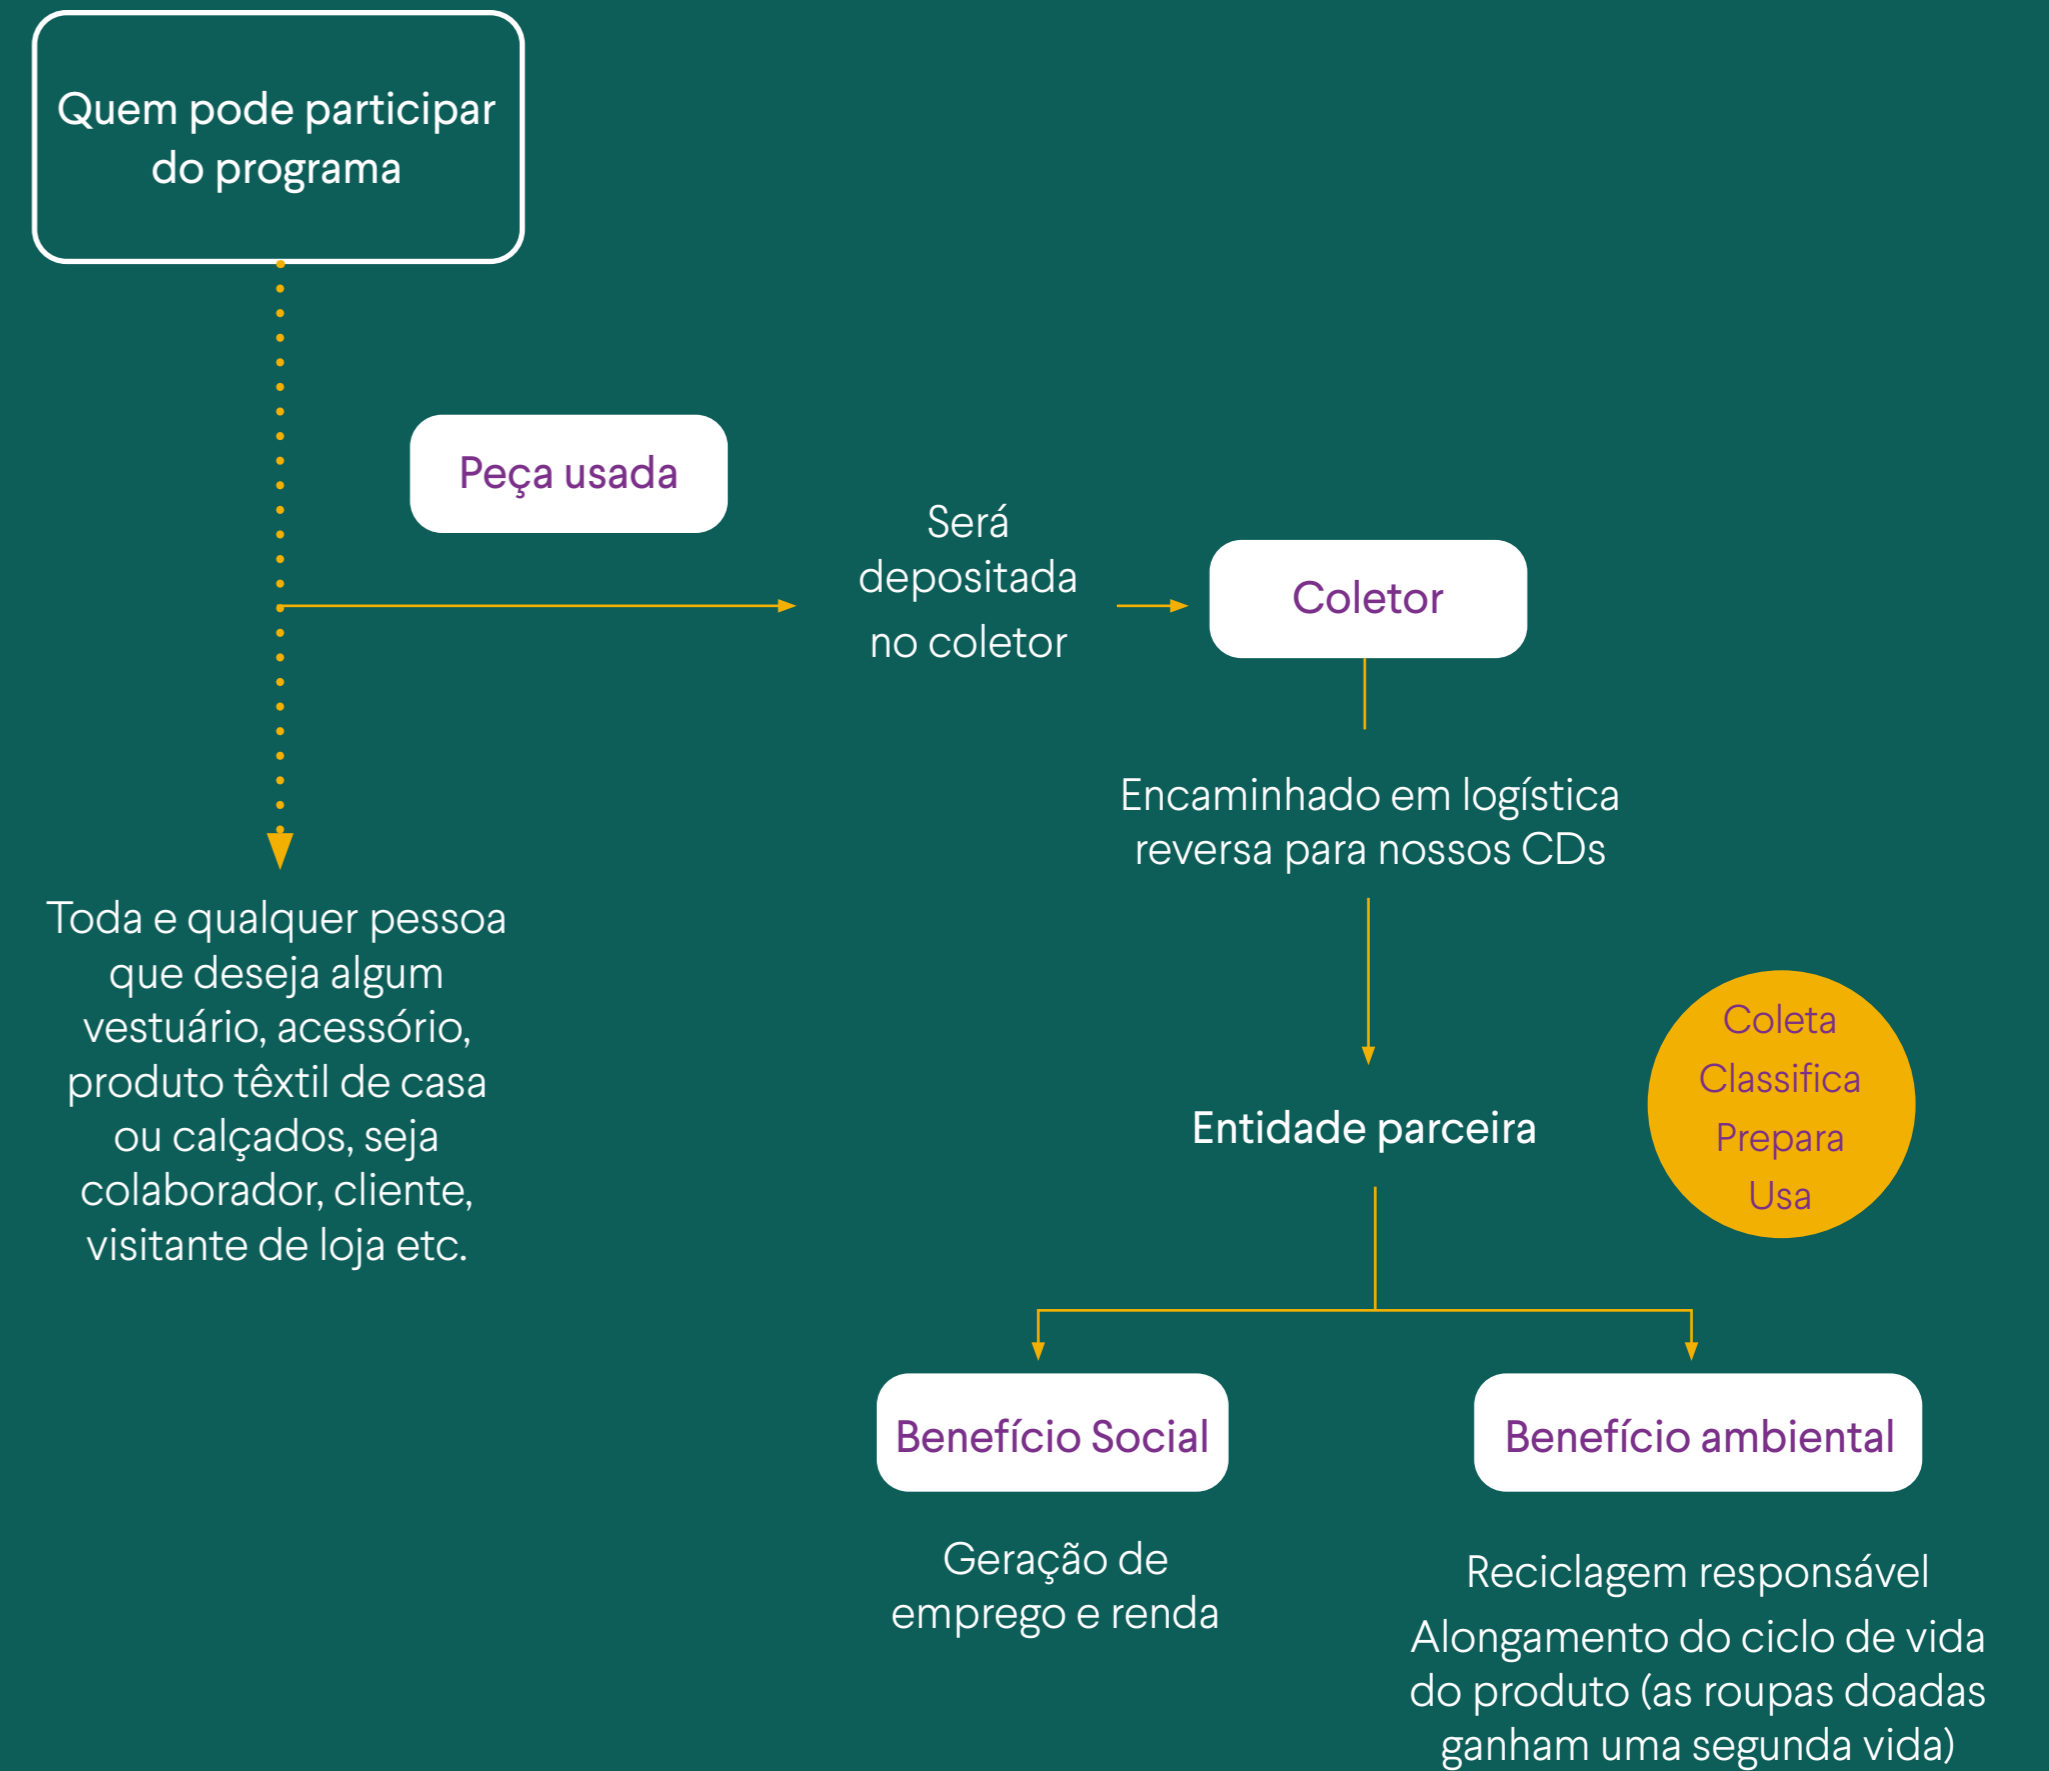 Quem pode participar
do programa
Peça usada
Será
depositada
no coletor
Coletor
Encaminhado em logística
reversa para nossos CDs
Toda e qualquer pessoa
que deseja algum
vestuário, acessório,
produto têxtil de casa
ou calçados, seja
colaborador, cliente,
visitante de loja etc.
Entidade parceira
Coleta
Classifica
Prepara
Usa
Benefício Social
Geração de
emprego e renda
Benefício ambiental
Reciclagem responsável
Alongamento do ciclo de vida
do produto (as roupas doadas
ganham uma segunda vida)